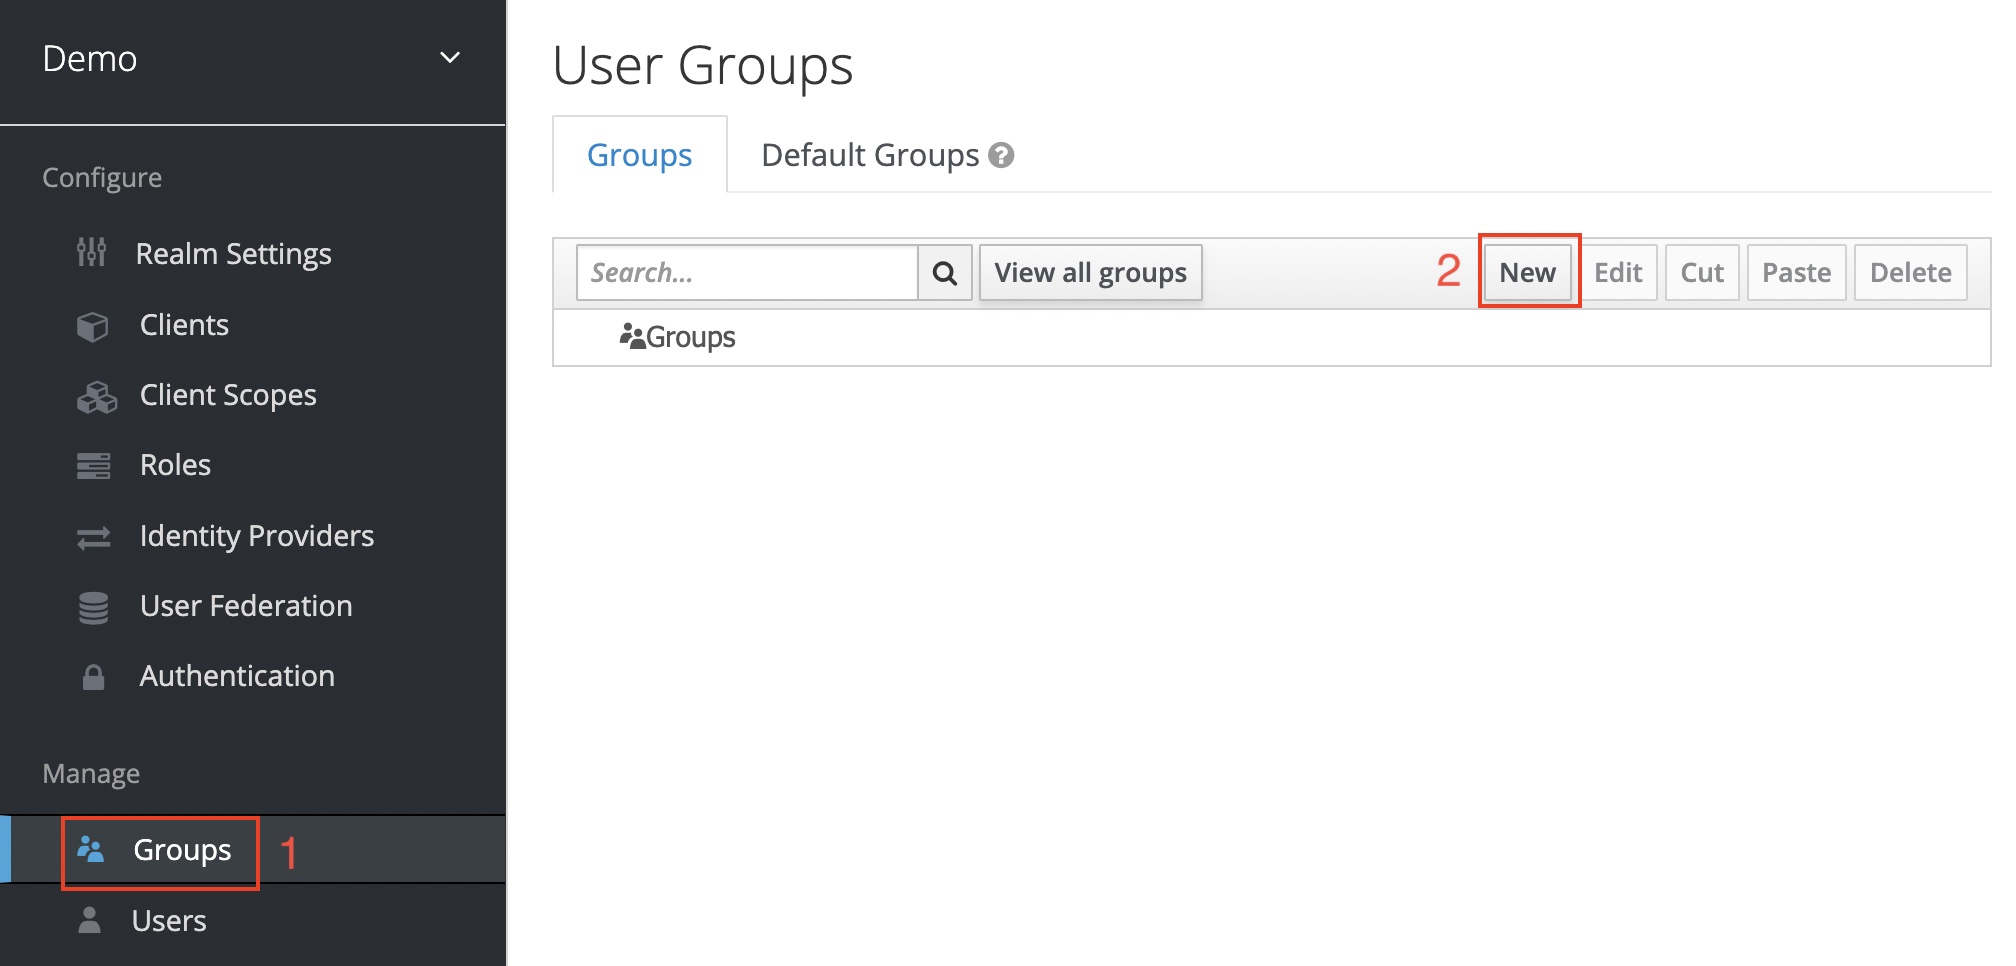 Demo
Configure
Realm Settings
Clients
Client Scopes
Roles
Identity Providers
User Federation
Authentication
Manage
Groups 1
Users
User Groups
Groups Default Groups ?
Search... View all groups 2 New Edit Cut Paste Delete
Groups